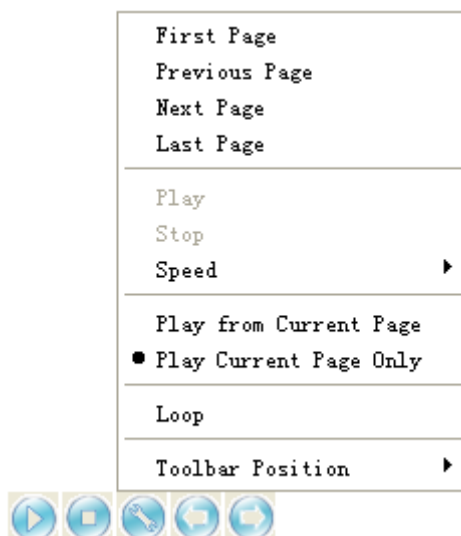 First Page
Previous Page
Next Page
Last Page
Play
Stop
Speed
Play from Current Page
Play Current Page Only
Loop
Toolbar Position